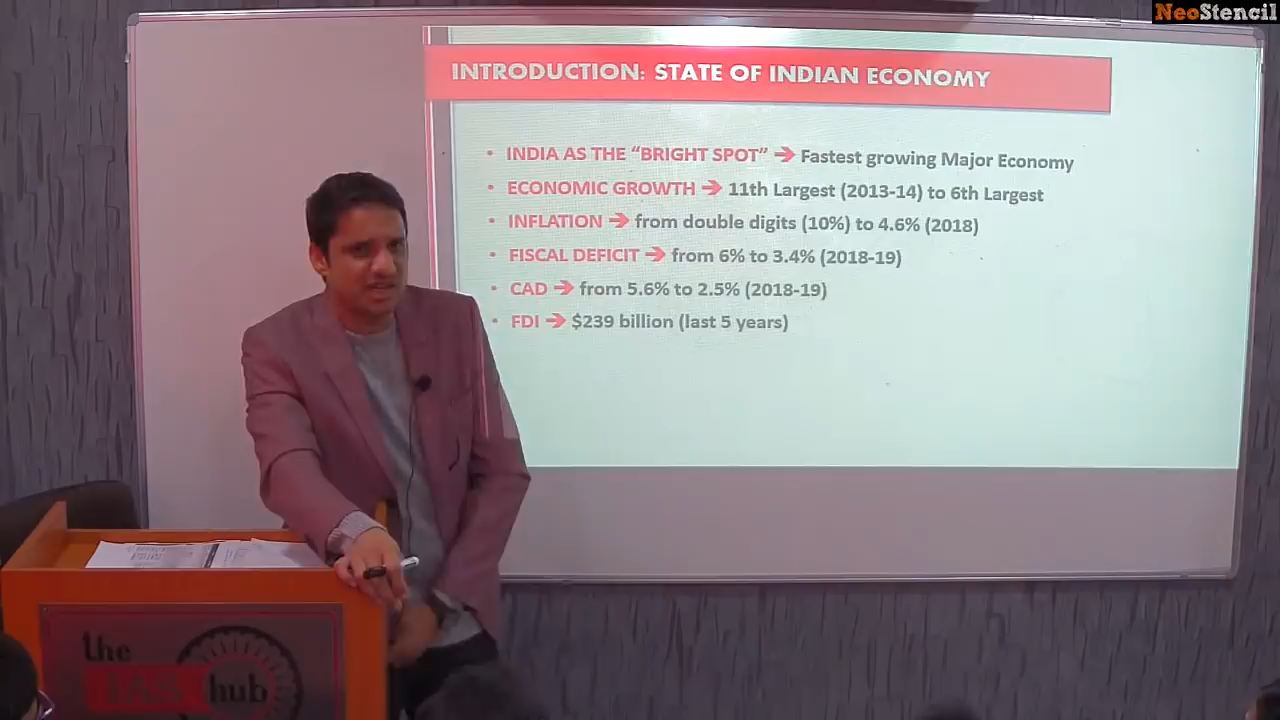 NeoStencil
INTRODUCTION: STATE OF INDIAN ECONOMY
• INDIA AS THE “BRIGHT SPOT” ➔ Fastest growing Major Economy
• ECONOMIC GROWTH ➔ 11th Largest (2013-14) to 6th Largest
• INFLATION ➔ from double digits (10%) to 4.6% (2018)
• FISCAL DEFICIT ➔ from 6% to 3.4% (2018-19)
• CAD ➔ from 5.6% to 2.5% (2018-19)
• FDI ➔ $239 billion (last 5 years)
the
IAS hub